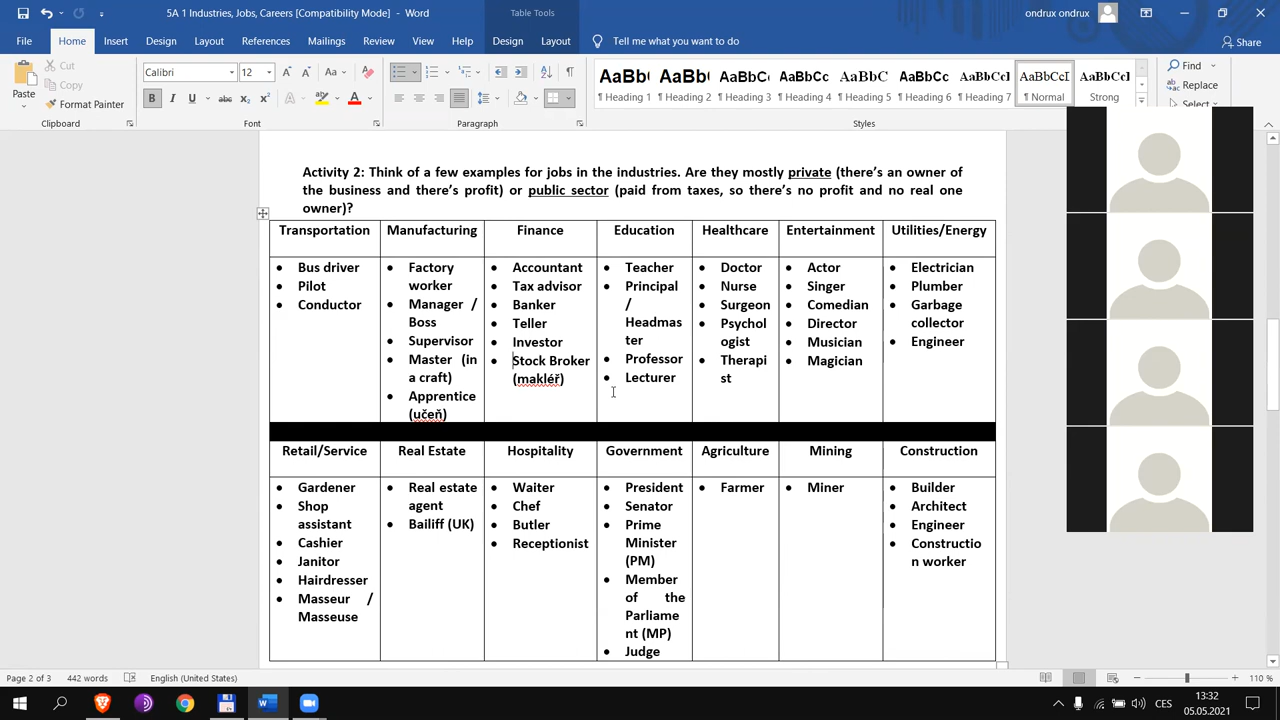 5A 1 Industries, Jobs, Careers [Compatibility Mode] - Word
Table Tools
ondrux ondrux
File Home Insert Design Layout References Mailings Review View Help Design Layout Tell me what you want to do Share
Paste
Cut
Copy
Format Painter
Calibri 12
Clipboard Font Paragraph Styles
AaBb( ¶ Heading 1
AaBb( ¶ Heading 2
AaBbCc ¶ Heading 3
AaBbCc ¶ Heading 4
AaBbCc ¶ Heading 5
AaBbCc ¶ Heading 6
AaBbCc ¶ Heading 7
AaBbCcI ¶ Normal
AaBbCcI Strong
Find
Replace
Select
Activity 2: Think of a few examples for jobs in the industries. Are they mostly private (there's an owner of
the business and there's profit) or public sector (paid from taxes, so there's no profit and no real one
owner)?
Transportation
• Bus driver
• Pilot
• Conductor
Manufacturing
• Factory
worker
• Manager /
Boss
• Supervisor
• Master (in
a craft)
• Apprentice
(učeň)
Finance
• Accountant
• Tax advisor
• Banker
• Teller
• Investor
• Stock Broker
(makléř)
Education
• Teacher
• Principal
/
Headmas
ter
• Professor
• Lecturer
Healthcare
• Doctor
• Nurse
• Surgeon
• Psychol
ogist
• Therapi
st
Entertainment
• Actor
• Singer
• Comedian
• Director
• Musician
• Magician
Utilities/Energy
• Electrician
• Plumber
• Garbage
collector
• Engineer
Retail/Service
• Gardener
• Shop
assistant
• Cashier
• Janitor
• Hairdresser
• Masseur /
Masseuse
Real Estate
• Real estate
agent
• Bailiff (UK)
Hospitality
• Waiter
• Chef
• Butler
• Receptionist
Government
• President
• Senator
• Prime
Minister
(PM)
• Member
of the
Parliame
nt (MP)
• Judge
Agriculture
• Farmer
Mining
• Miner
Construction
• Builder
• Architect
• Engineer
• Constructio
n worker
Page 2 of 3 442 words English (United States) 110 %
CES
13:32
05.05.2021